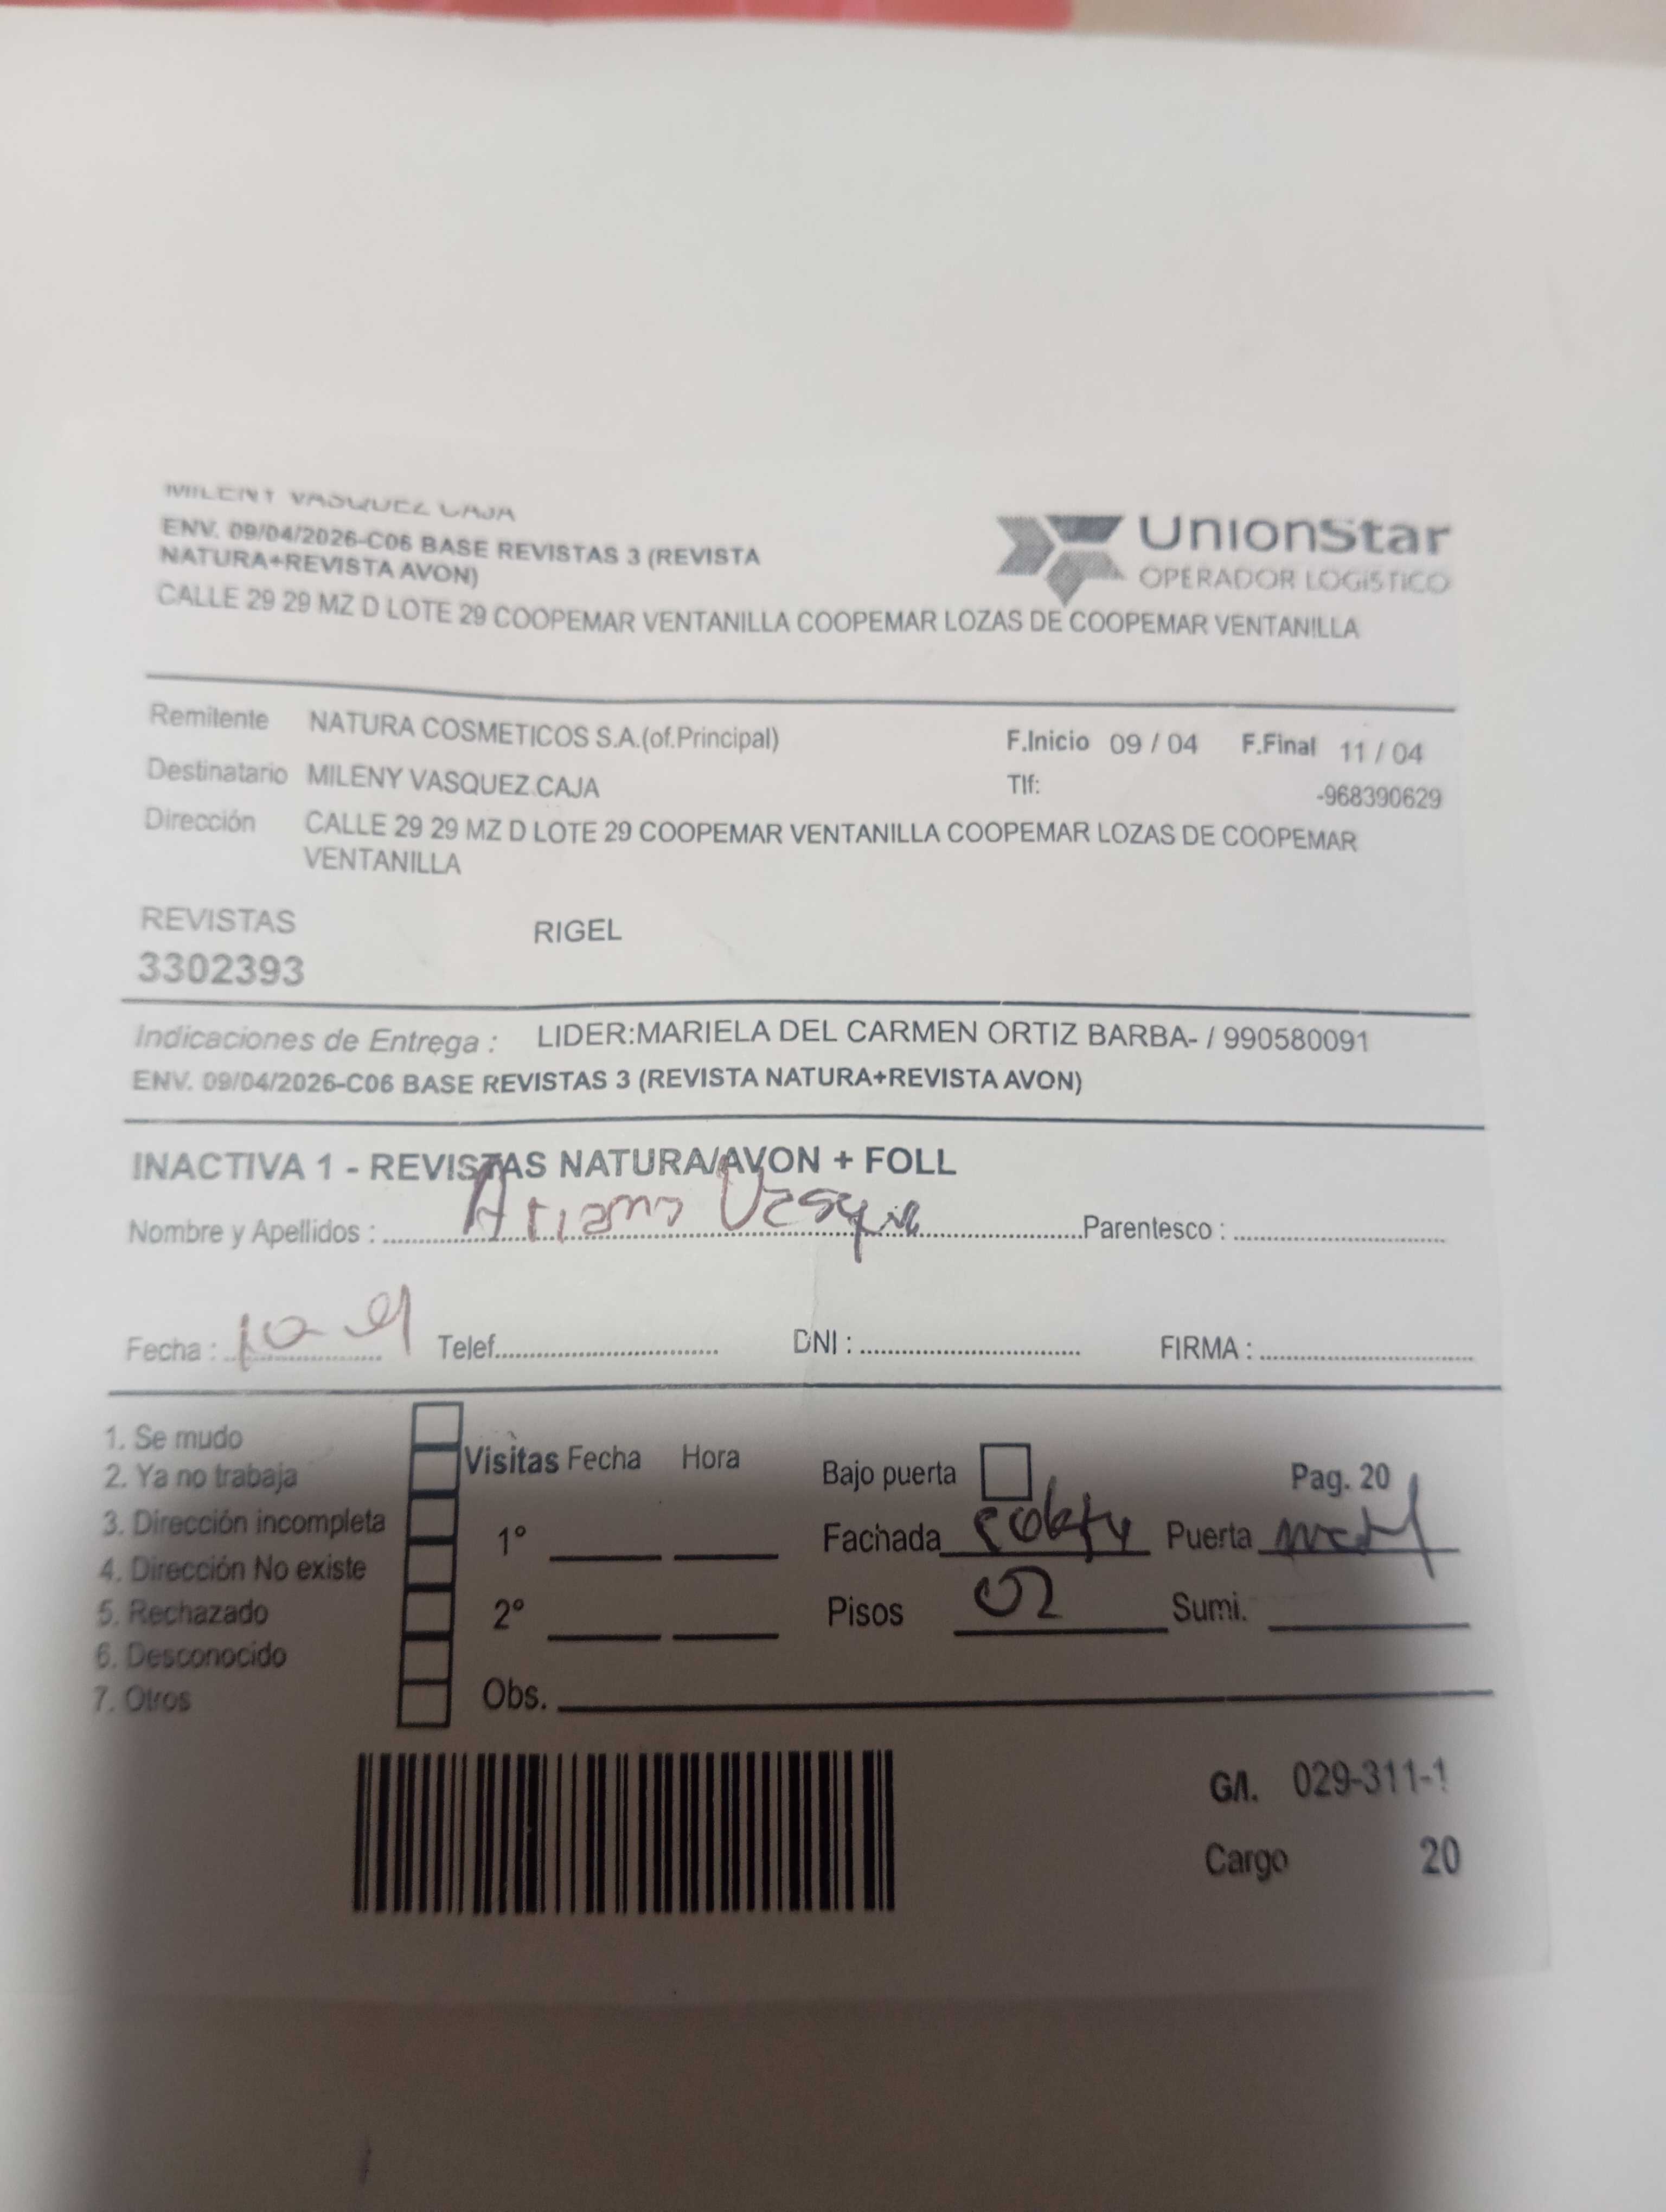 MILENY VASQUEZ CAJA
ENV. 09/04/2026-C06 BASE REVISTAS 3 (REVISTA
NATURA+REVISTA AVON)
CALLE 29 29 MZ D LOTE 29 COOPEMAR VENTANILLA COOPEMAR LOZAS DE COOPEMAR VENTANILLA
UnionStar
OPERADOR LOGÍSTICO
Remitente NATURA COSMETICOS S.A.(of.Principal) F.Inicio 09 / 04 F.Final 11 / 04
Destinatario MILENY VASQUEZ CAJA Tlf: -968390629
Dirección CALLE 29 29 MZ D LOTE 29 COOPEMAR VENTANILLA COOPEMAR LOZAS DE COOPEMAR
VENTANILLA
REVISTAS RIGEL
3302393
Indicaciones de Entrega : LIDER:MARIELA DEL CARMEN ORTIZ BARBA- / 990580091
ENV. 09/04/2026-C06 BASE REVISTAS 3 (REVISTA NATURA+REVISTA AVON)
INACTIVA 1 - REVISTAS NATURA/AVON + FOLL
Nombre y Apellidos : Parentesco :
Fecha : Telef. DNI : FIRMA :
1. Se mudo
2. Ya no trabaja
3. Dirección incompleta
4. Dirección No existe
5. Rechazado
6. Desconocido
7. Otros
Visitas Fecha Hora
1°
2°
Obs.
Bajo puerta Pag. 20
Fachada Puerta
Pisos 02 Sumi.
G/I. 029-311-1
Cargo 20